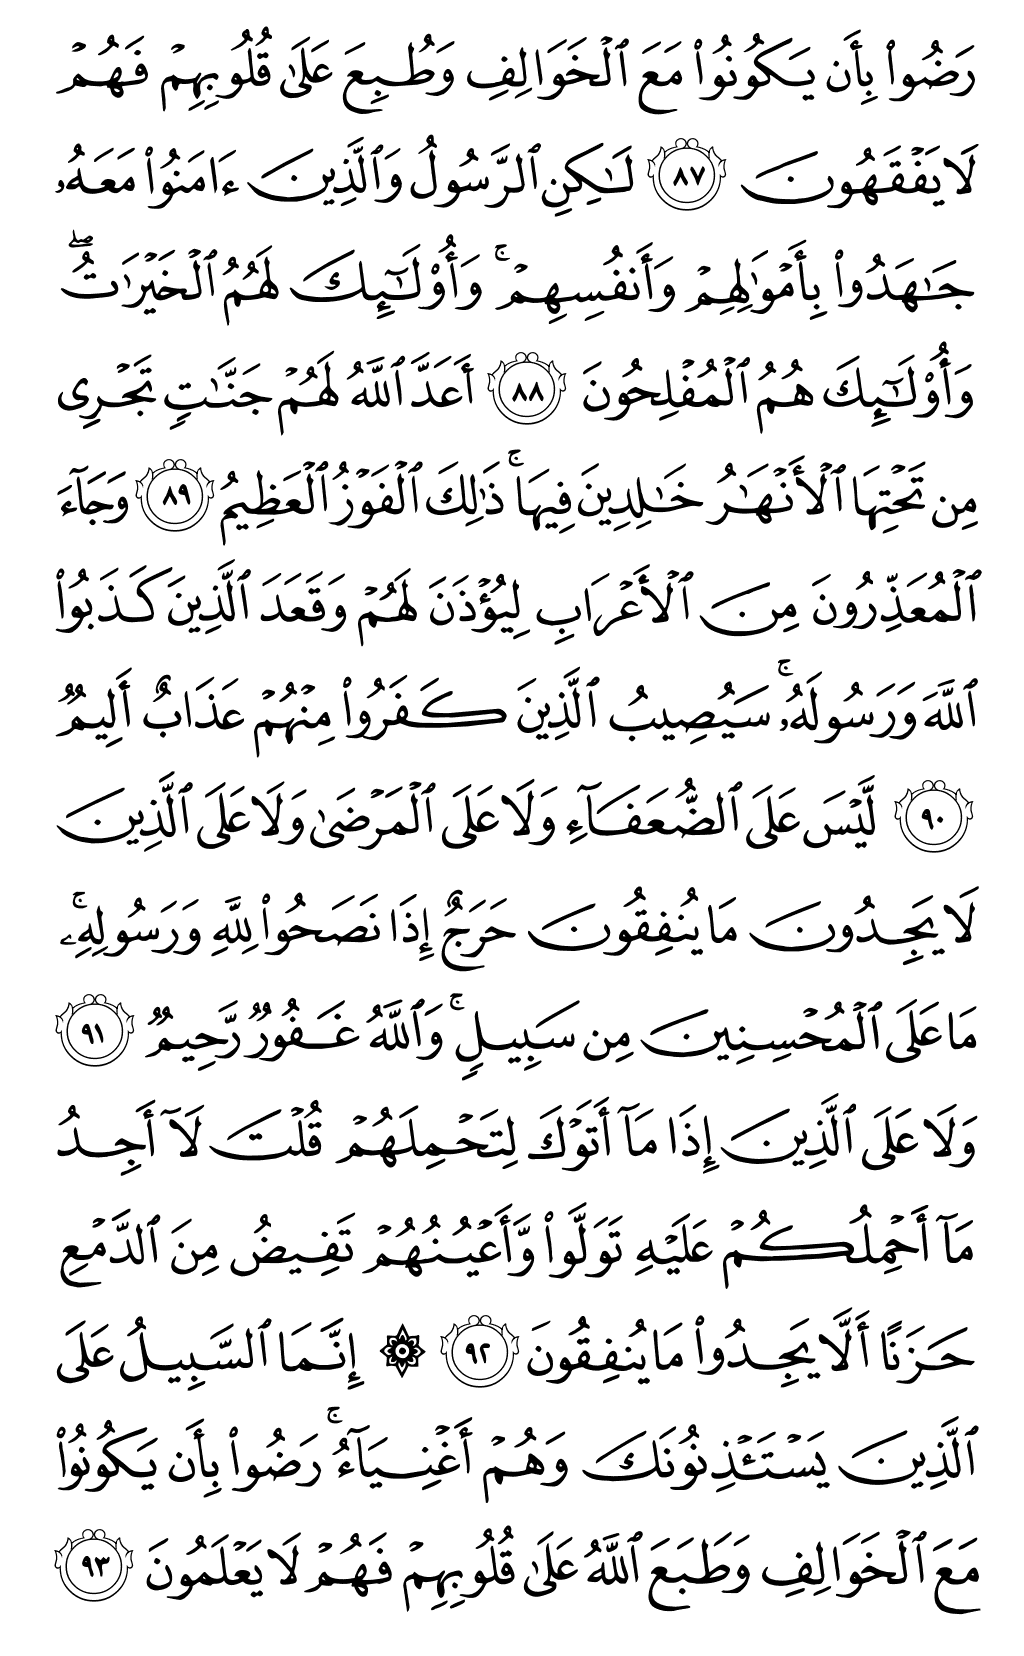 رَضُوا۟ بِأَن يَكُونُوا۟ مَعَ ٱلْخَوَالِفِ وَطُبِعَ عَلَىٰ قُلُوبِهِمْ فَهُمْ
لَا يَفْقَهُونَ ٨٧ لَـٰكِنِ ٱلرَّسُولُ وَٱلَّذِينَ ءَامَنُوا۟ مَعَهُۥ
جَـٰهَدُوا۟ بِأَمْوَٰلِهِمْ وَأَنفُسِهِمْ ۚ وَأُو۟لَـٰٓئِكَ لَهُمُ ٱلْخَيْرَٰتُ ۖ
وَأُو۟لَـٰٓئِكَ هُمُ ٱلْمُفْلِحُونَ ٨٨ أَعَدَّ ٱللَّهُ لَهُمْ جَنَّـٰتٍ تَجْرِى
مِن تَحْتِهَا ٱلْأَنْهَـٰرُ خَـٰلِدِينَ فِيهَا ۚ ذَٰلِكَ ٱلْفَوْزُ ٱلْعَظِيمُ ٨٩ وَجَآءَ
ٱلْمُعَذِّرُونَ مِنَ ٱلْأَعْرَابِ لِيُؤْذَنَ لَهُمْ وَقَعَدَ ٱلَّذِينَ كَذَبُوا۟
ٱللَّهَ وَرَسُولَهُۥ ۚ سَيُصِيبُ ٱلَّذِينَ كَفَرُوا۟ مِنْهُمْ عَذَابٌ أَلِيمٌ
٩٠ لَّيْسَ عَلَى ٱلضُّعَفَآءِ وَلَا عَلَى ٱلْمَرْضَىٰ وَلَا عَلَى ٱلَّذِينَ
لَا يَجِدُونَ مَا يُنفِقُونَ حَرَجٌ إِذَا نَصَحُوا۟ لِلَّهِ وَرَسُولِهِۦ ۚ
مَا عَلَى ٱلْمُحْسِنِينَ مِن سَبِيلٍ ۚ وَٱللَّهُ غَفُورٌ رَّحِيمٌ ٩١
وَلَا عَلَى ٱلَّذِينَ إِذَا مَآ أَتَوْكَ لِتَحْمِلَهُمْ قُلْتَ لَآ أَجِدُ
مَآ أَحْمِلُكُمْ عَلَيْهِ تَوَلَّوا۟ وَّأَعْيُنُهُمْ تَفِيضُ مِنَ ٱلدَّمْعِ
حَزَنًا أَلَّا يَجِدُوا۟ مَا يُنفِقُونَ ٩٢ ۞ إِنَّمَا ٱلسَّبِيلُ عَلَى
ٱلَّذِينَ يَسْتَـْٔذِنُونَكَ وَهُمْ أَغْنِيَآءُ ۚ رَضُوا۟ بِأَن يَكُونُوا۟
مَعَ ٱلْخَوَالِفِ وَطَبَعَ ٱللَّهُ عَلَىٰ قُلُوبِهِمْ فَهُمْ لَا يَعْلَمُونَ ٩٣